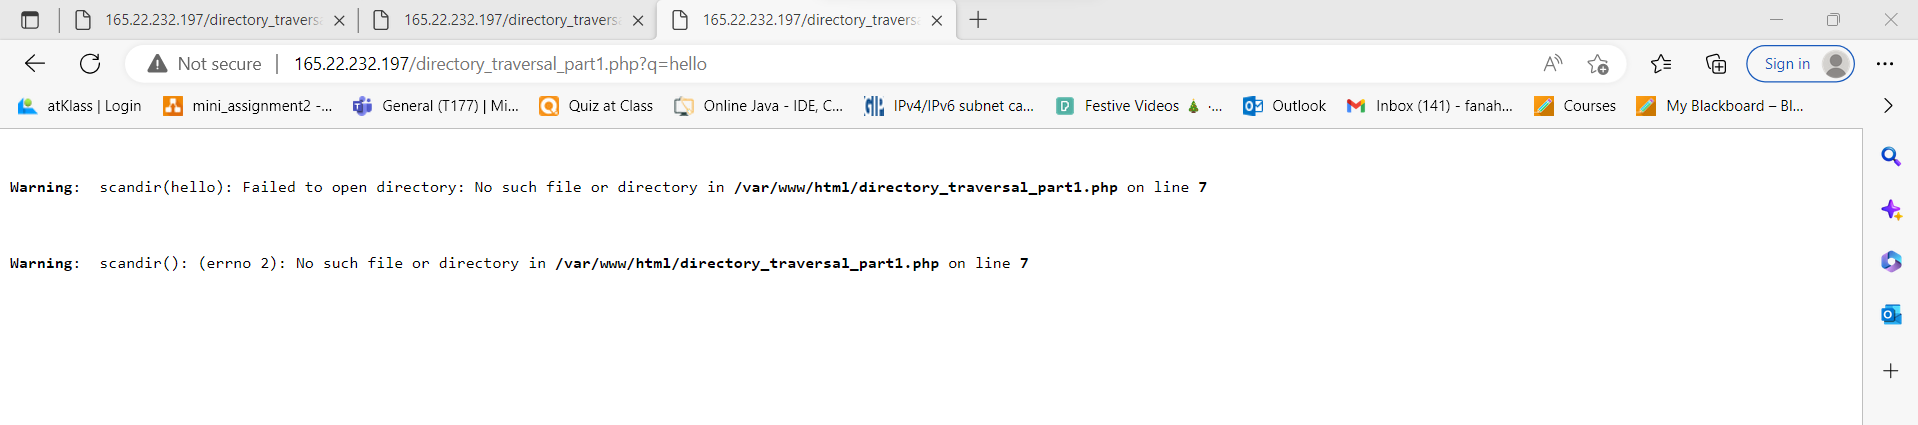 165.22.232.197/directory_travers
165.22.232.197/directory_travers
165.22.232.197/directory_travers
Not secure
165.22.232.197/directory_traversal_part1.php?q=hello
Sign in
atKlass | Login
mini_assignment2 -...
General (T177) | Mi...
Quiz at Class
Online Java - IDE, C...
IPv4/IPv6 subnet ca...
Festive Videos 🎄 ·...
Outlook
Inbox (141) - fanah...
Courses
My Blackboard – Bl...
Warning:  scandir(hello): Failed to open directory: No such file or directory in /var/www/html/directory_traversal_part1.php on line 7
Warning:  scandir(): (errno 2): No such file or directory in /var/www/html/directory_traversal_part1.php on line 7